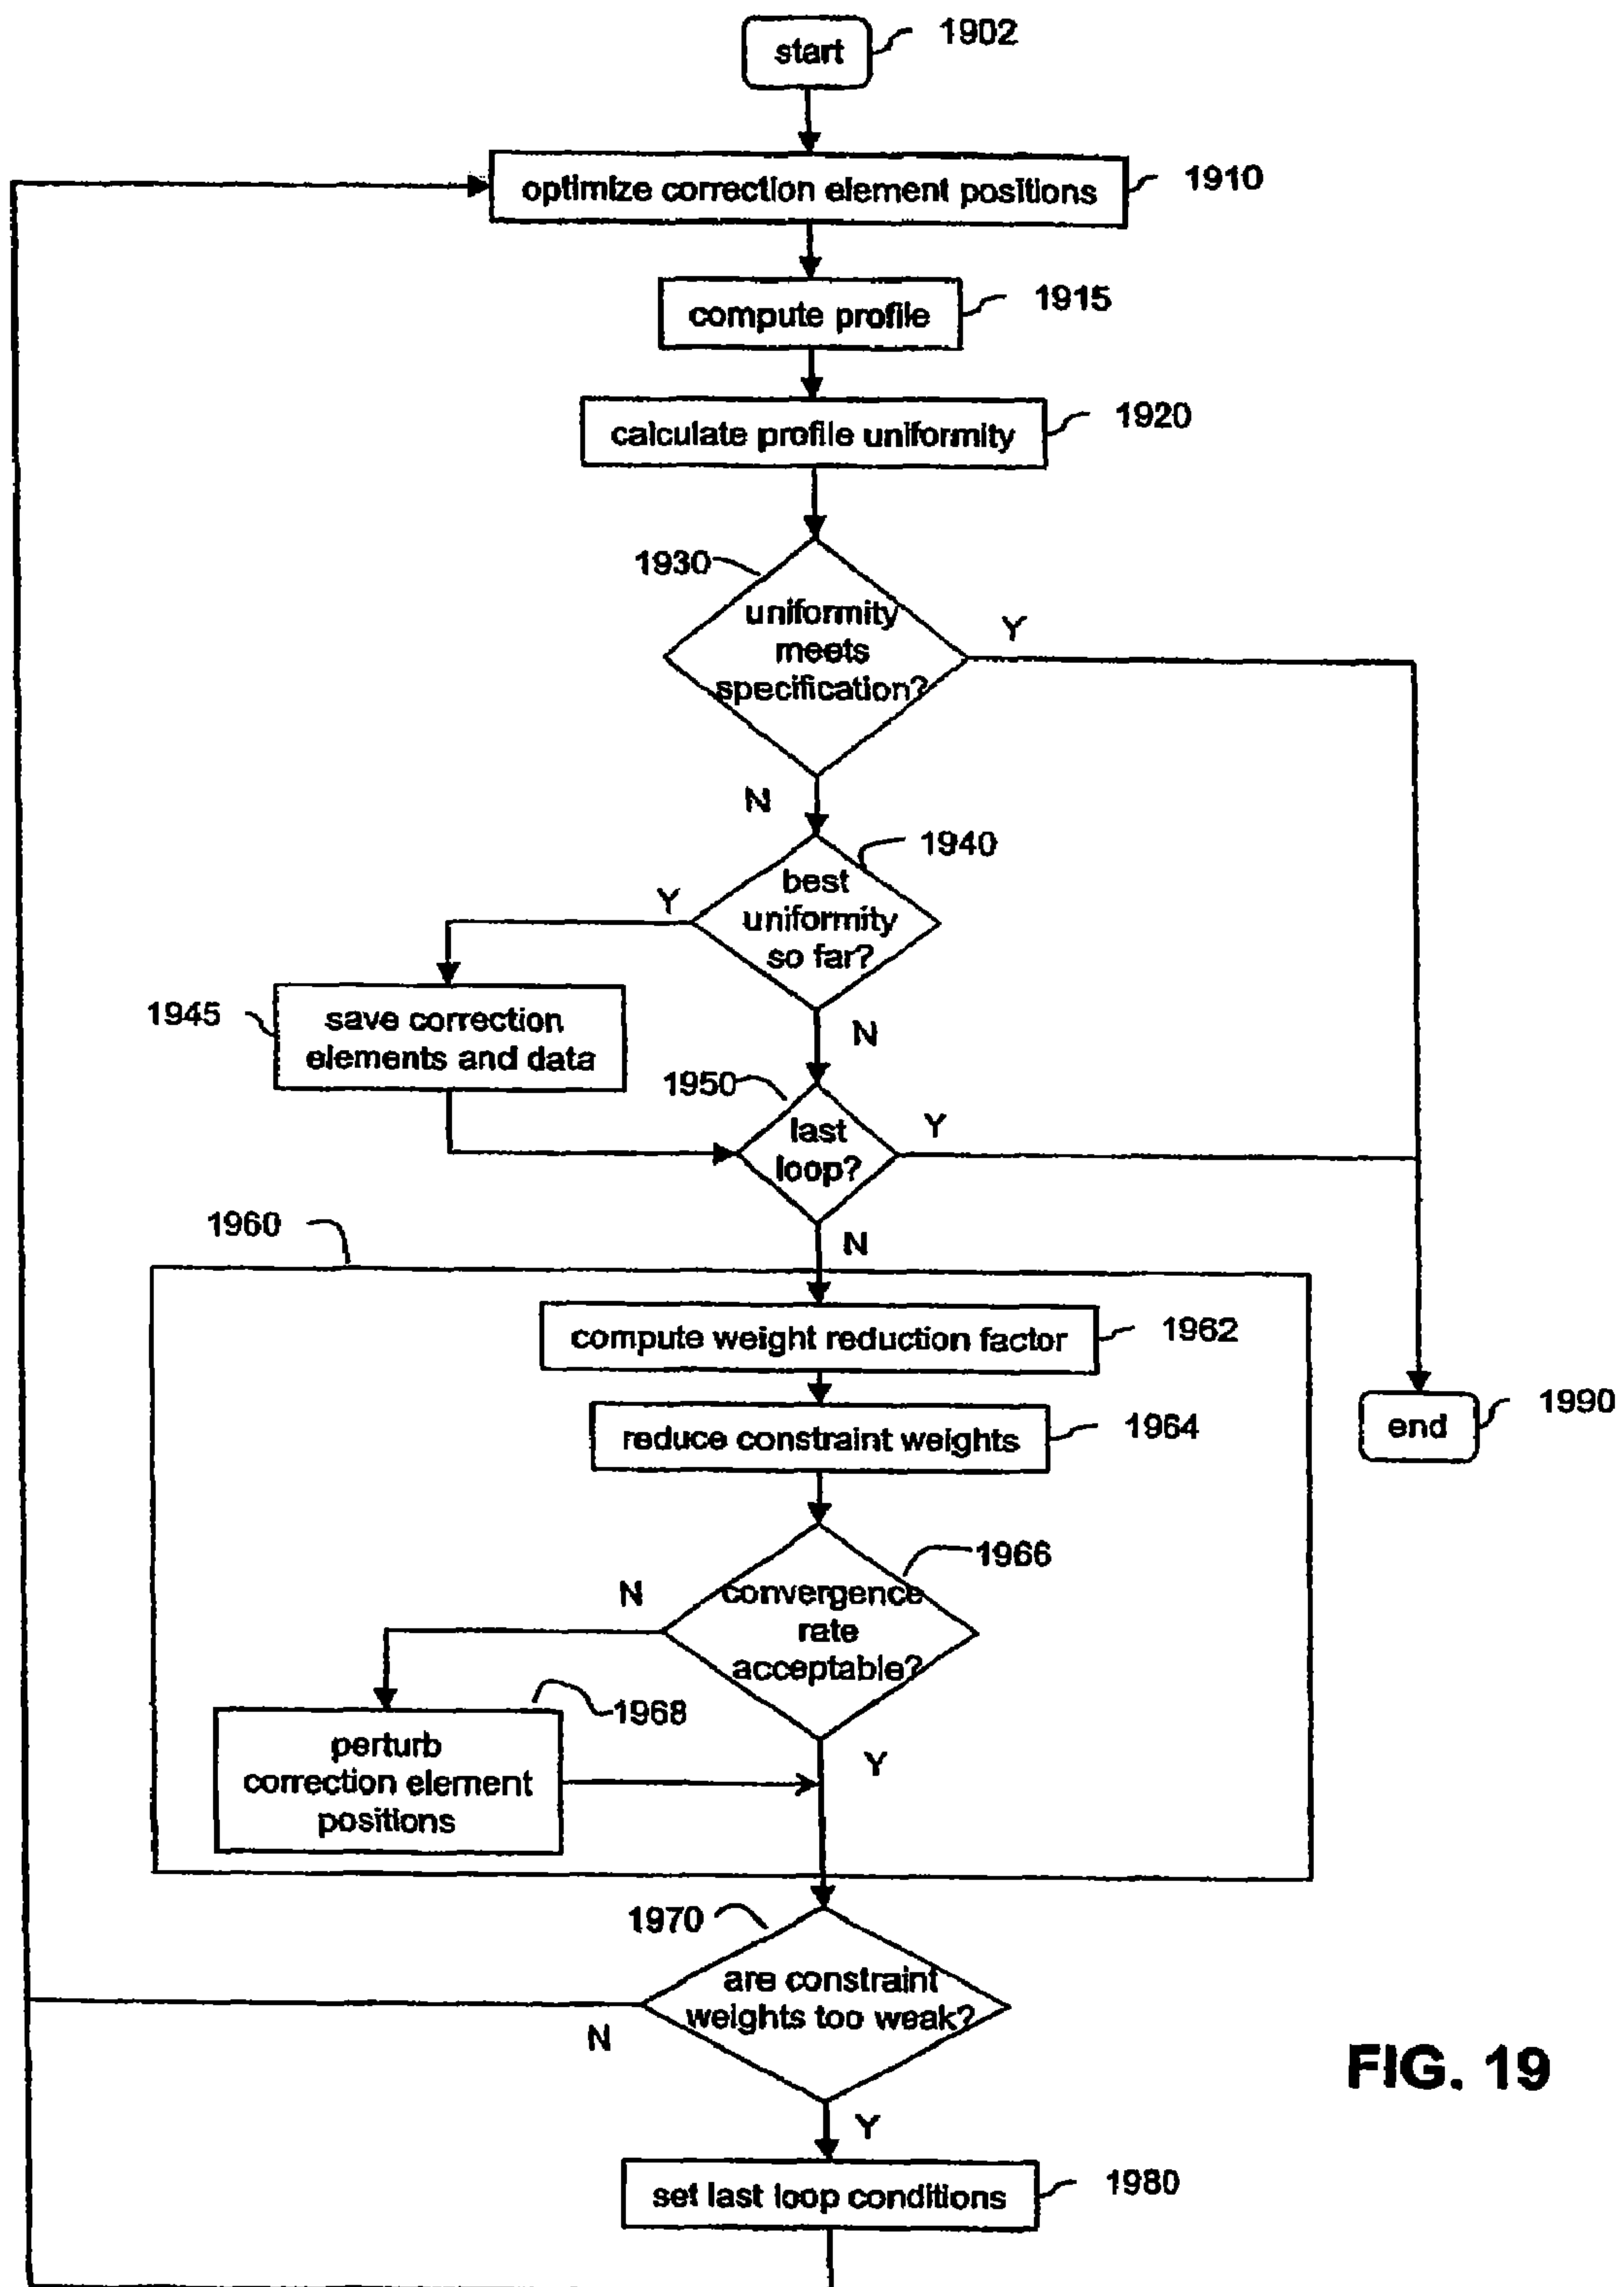 start
1902
optimize correction element positions
1910
compute profile
1915
calculate profile uniformity
1920
1930
uniformity
meets
specification?
Y
N
1940
best
uniformity
so far?
Y
N
1945
save correction
elements and data
1950
last
loop?
Y
N
1960
compute weight reduction factor
1962
reduce constraint weights
1964
end
1990
1966
convergence
rate
acceptable?
N
Y
1968
perturb
correction element
positions
1970
are constraint
weights too weak?
N
Y
set last loop conditions
1980
FIG. 19